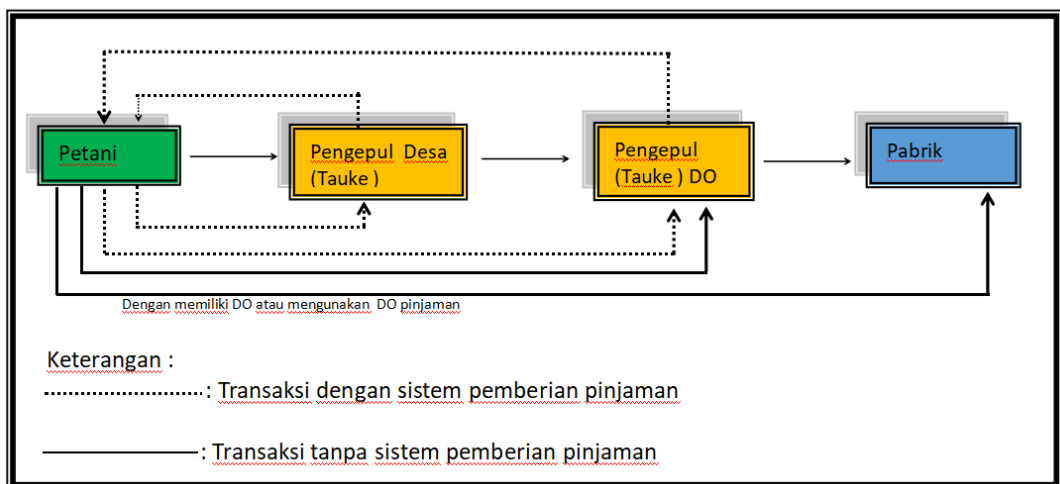 Petani
Pengepul Desa
(Tauke )
Pengepul
(Tauke ) DO
Pabrik
Dengan memiliki DO atau mengunakan DO pinjaman
Keterangan :
: Transaksi dengan sistem pemberian pinjaman
: Transaksi tanpa sistem pemberian pinjaman